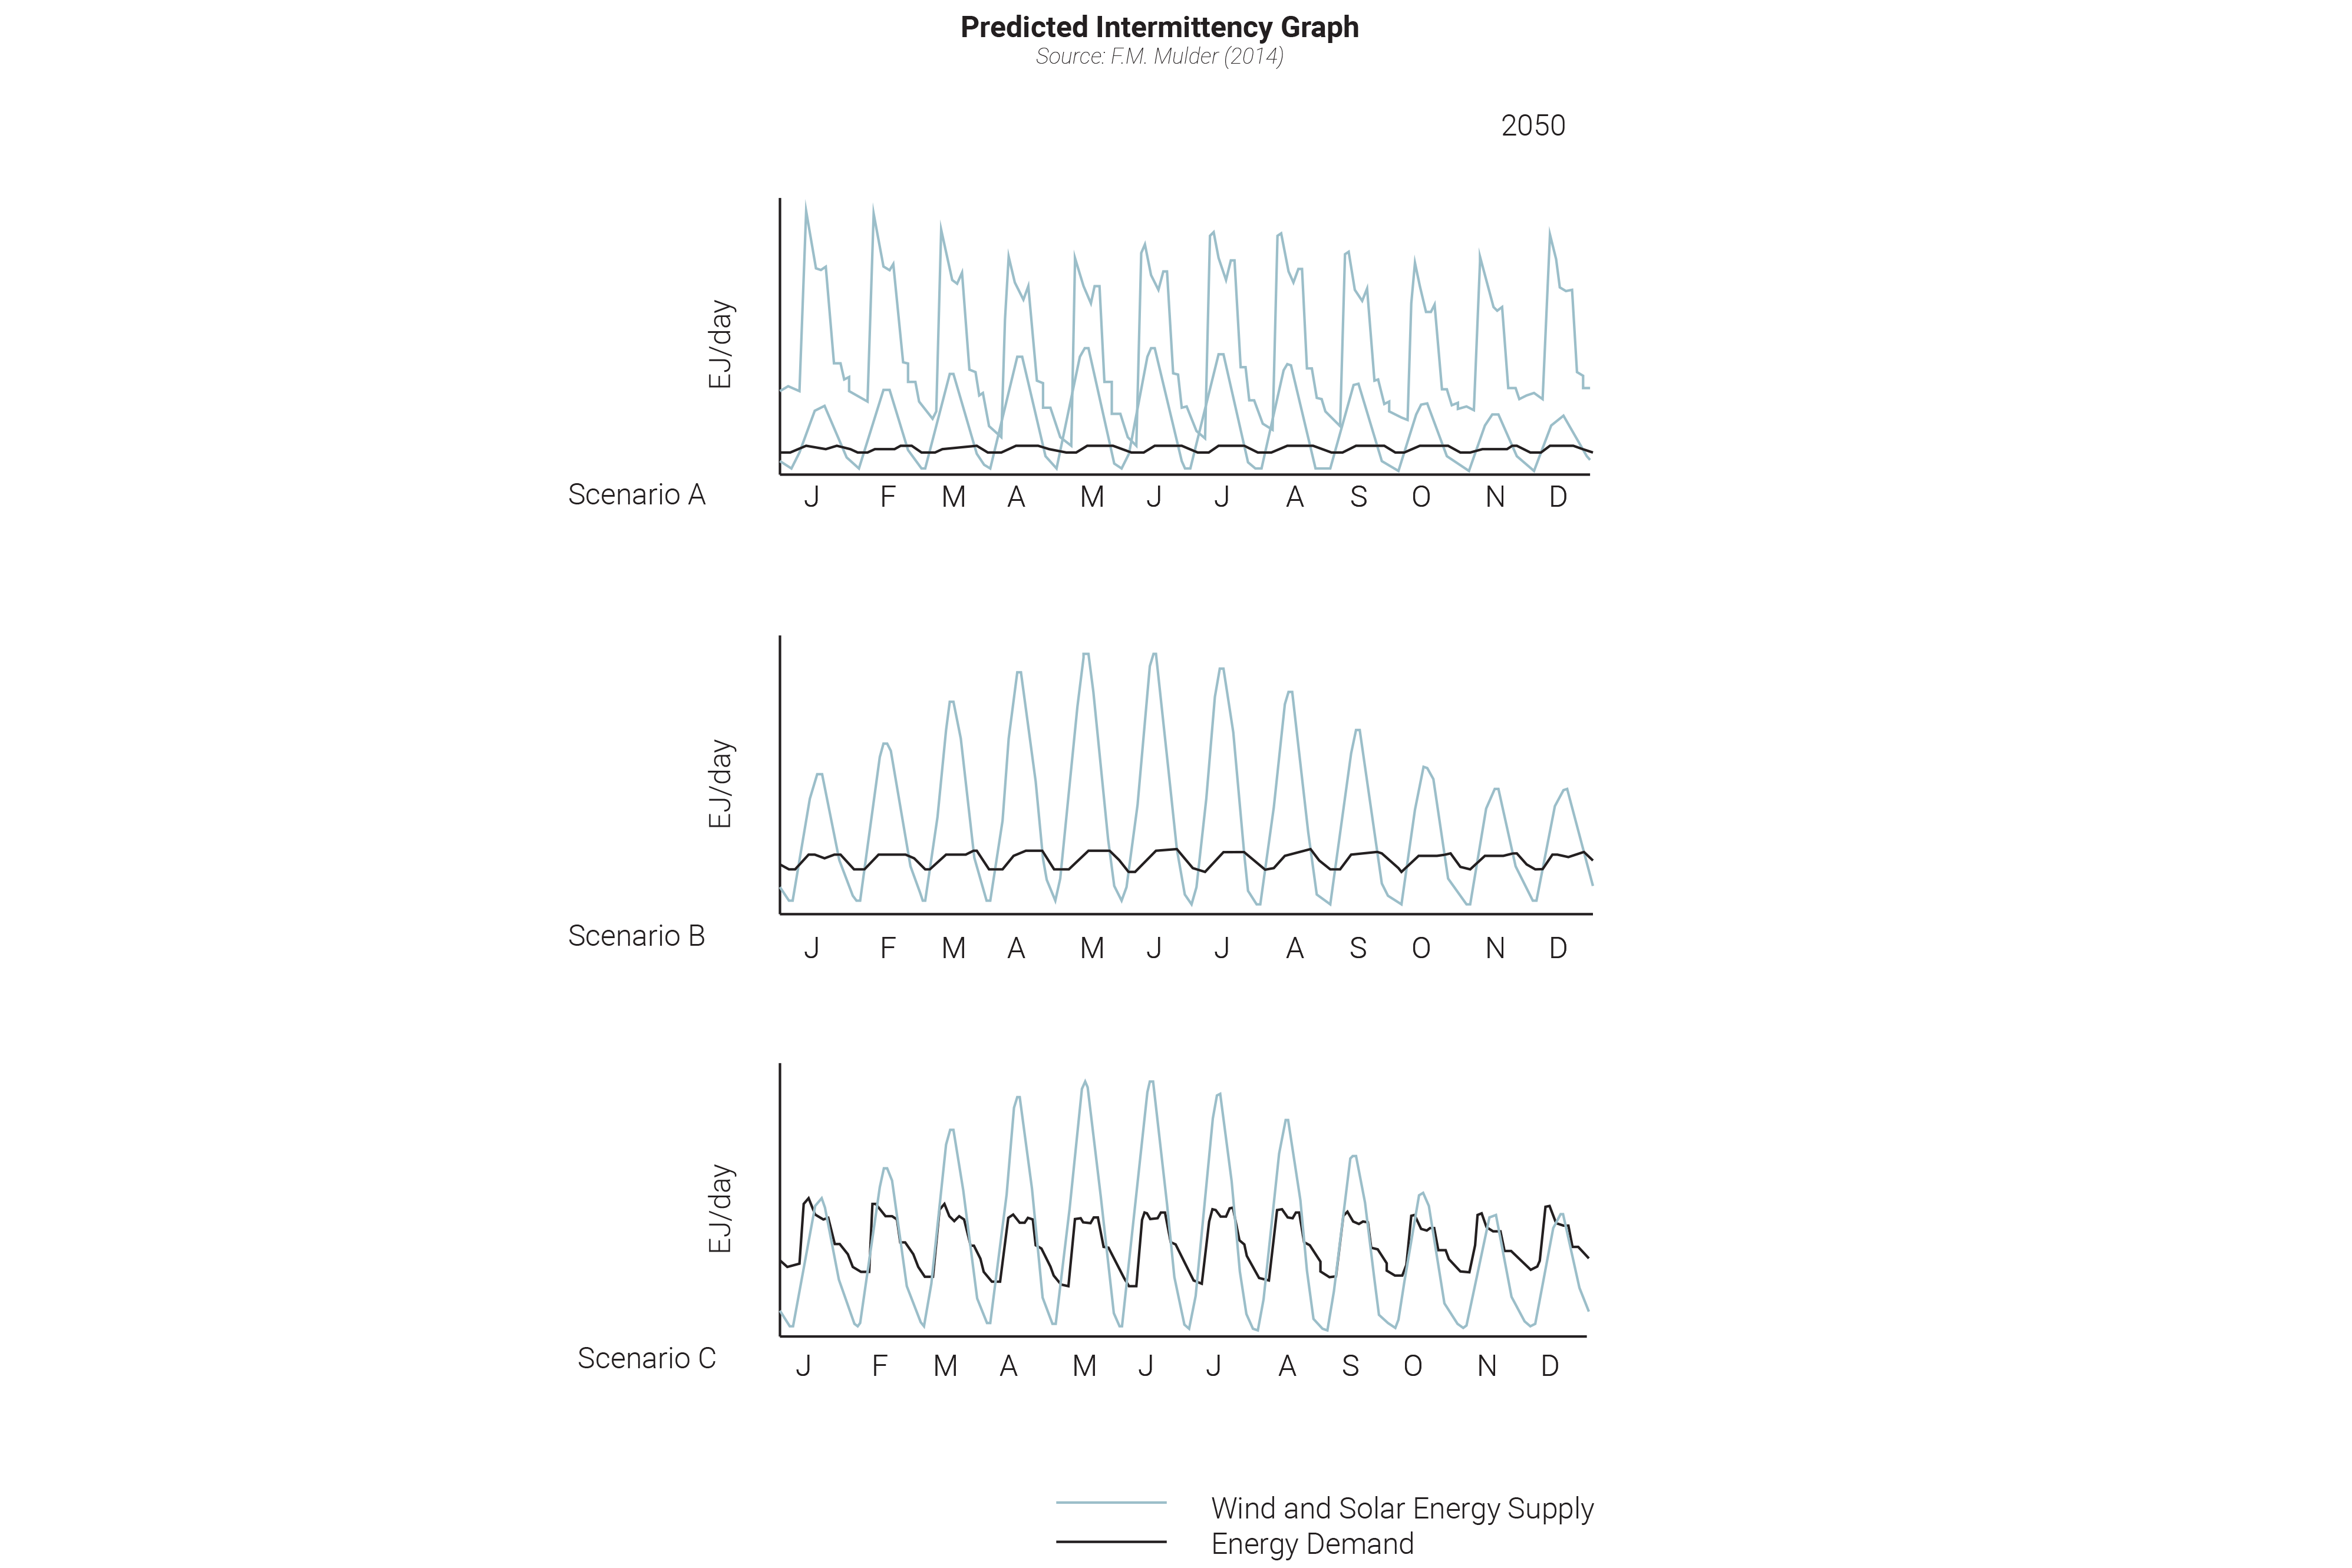 Predicted Intermittency Graph
Source: F.M. Mulder (2014)
2050
EJ/day
Scenario A
J F M A M J J A S O N D
EJ/day
Scenario B
J F M A M J J A S O N D
EJ/day
Scenario C
J F M A M J J A S O N D
Wind and Solar Energy Supply
Energy Demand